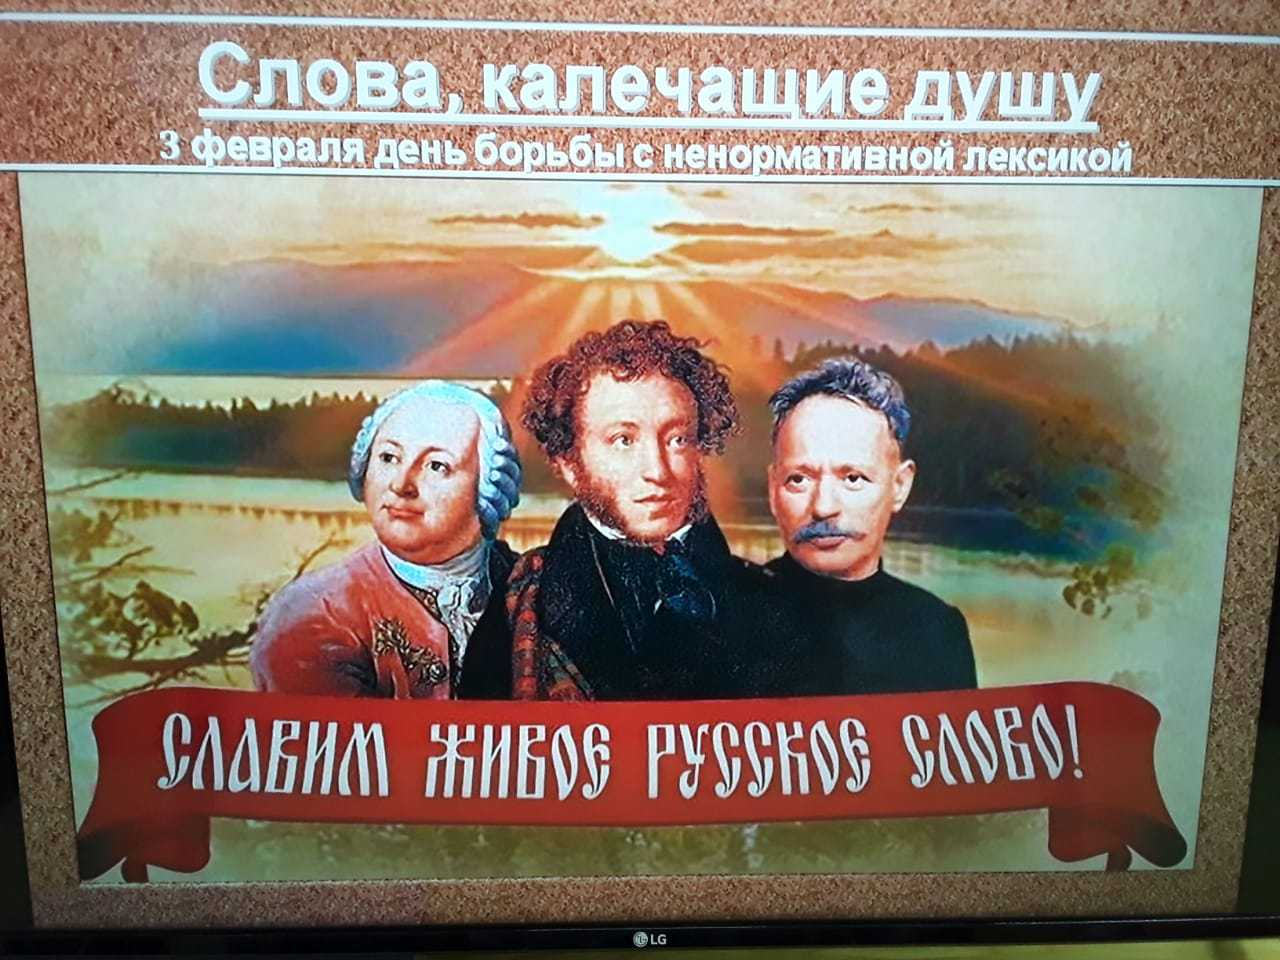 Слова, калечащие душу
3 февраля день борьбы с ненормативной лексикой
СЛАВИМ ЖИВОЕ РУССКОЕ СЛОВО!
LG